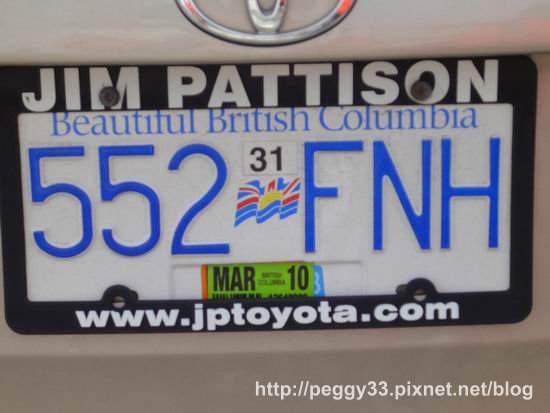 JIM PATTISON
Beautiful British Columbia
31
552 FNH
MAR BRITISH COLUMBIA 10
www.jptoyota.com
http://peggy33.pixnet.net/blog